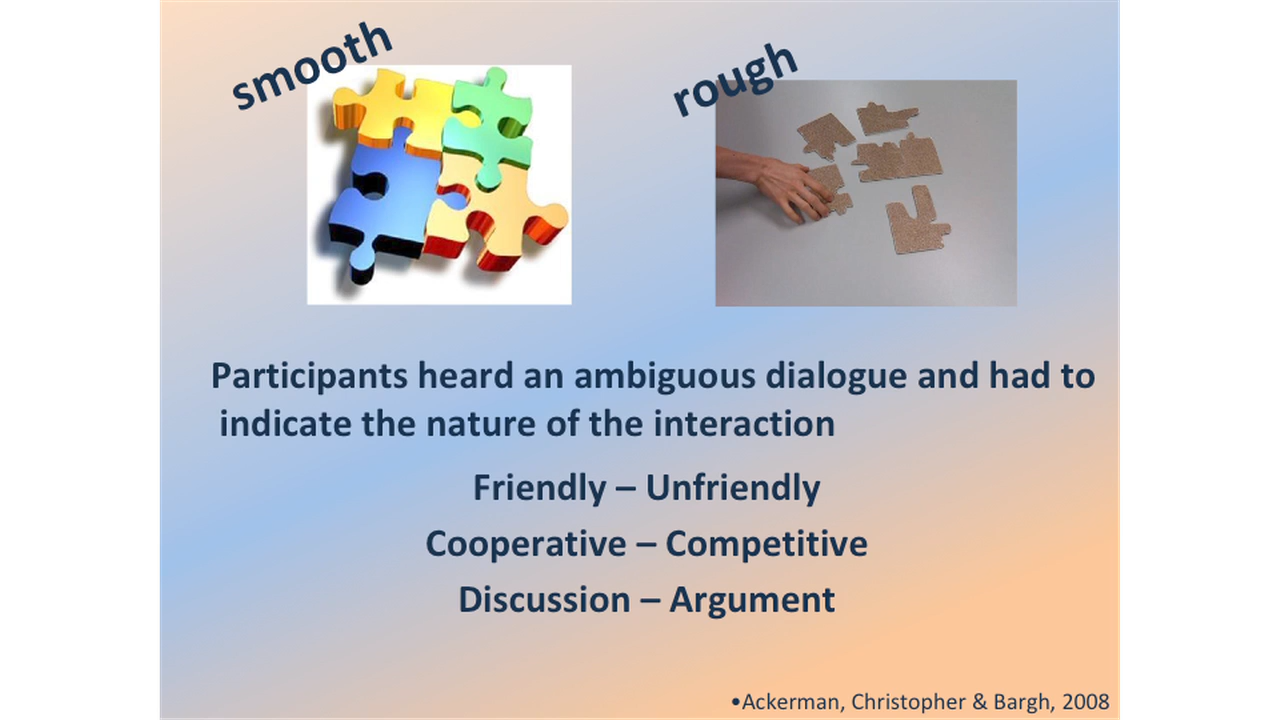 smooth
rough
Participants heard an ambiguous dialogue and had to
indicate the nature of the interaction
Friendly – Unfriendly
Cooperative – Competitive
Discussion – Argument
•Ackerman, Christopher & Bargh, 2008